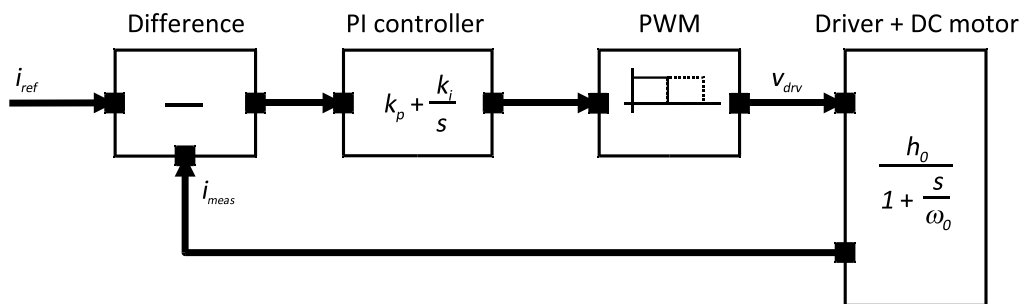 Difference
PI controller
PWM
Driver + DC motor
i_ref
—
k_p + k_i/s
v_drv
h_0
1 + s/ω_0
i_meas